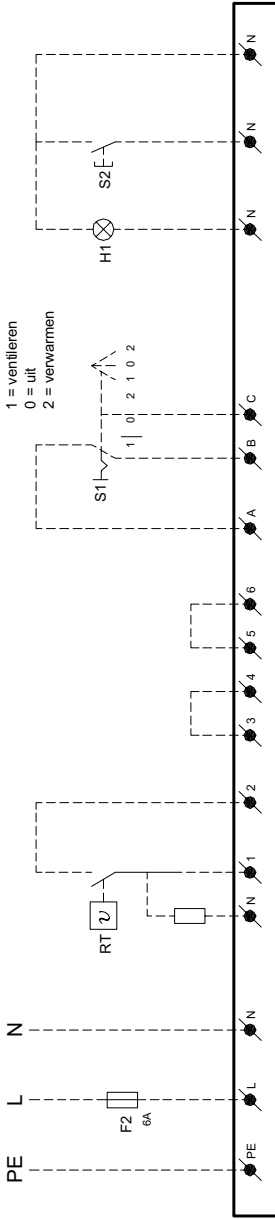 PE L N
1 = ventileren
0 = uit
2 = verwarmen
F2
6A
RT
υ
S1
1 0 2 1 0 2
H1
S2
PE L N N 1 2 3 4 5 6 A B C N N N